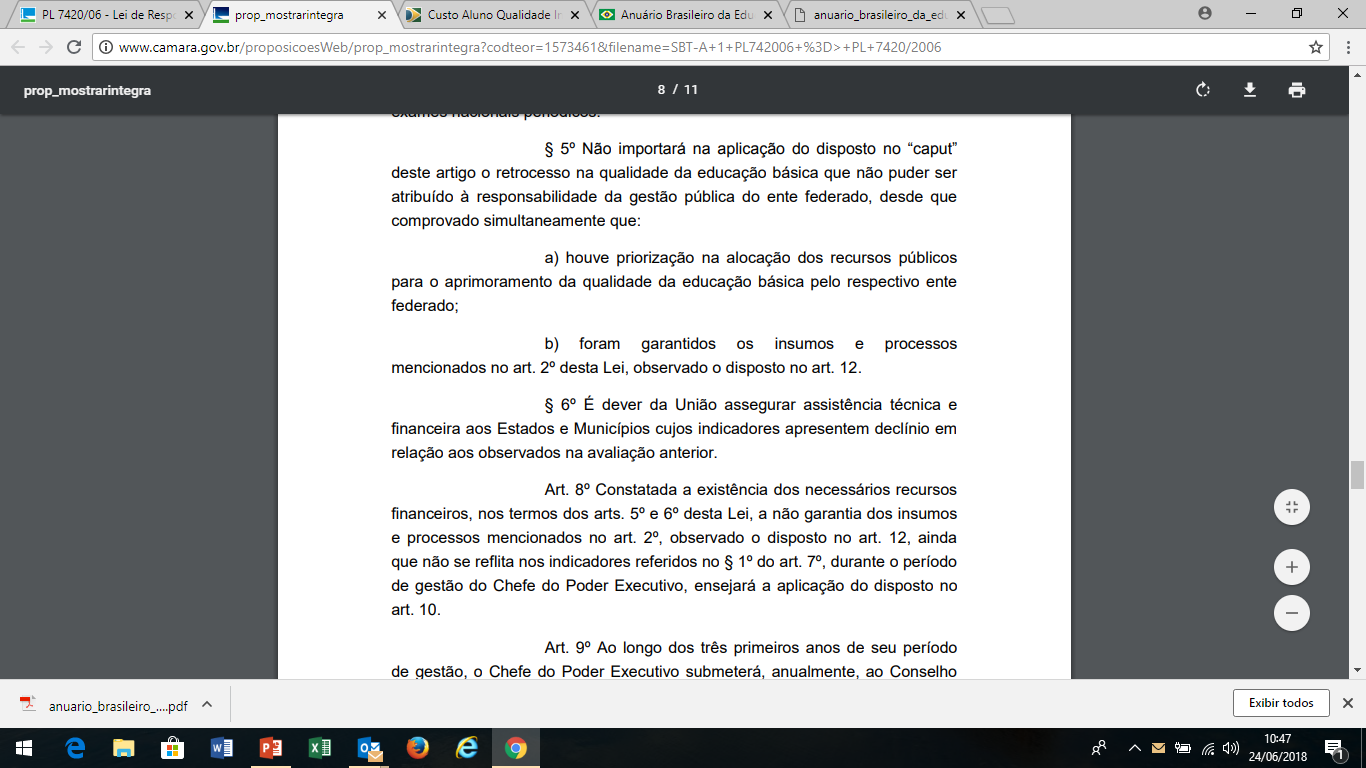 PL 7420/06 - Lei de Respo
prop_mostrarintegra
Custo Aluno Qualidade In
Anuário Brasileiro da Edu
anuario_brasileiro_da_edu
www.camara.gov.br/proposicoesWeb/prop_mostrarintegra?codteor=1573461&filename=SBT-A+1+PL742006+%3D>+PL+7420/2006
prop_mostrarintegra
8 / 11
exames nacionais periódicos.
§ 5º Não importará na aplicação do disposto no “caput”
deste artigo o retrocesso na qualidade da educação básica que não puder ser
atribuído à responsabilidade da gestão pública do ente federado, desde que
comprovado simultaneamente que:
a) houve priorização na alocação dos recursos públicos
para o aprimoramento da qualidade da educação básica pelo respectivo ente
federado;
b) foram garantidos os insumos e processos
mencionados no art. 2º desta Lei, observado o disposto no art. 12.
§ 6º É dever da União assegurar assistência técnica e
financeira aos Estados e Municípios cujos indicadores apresentem declínio em
relação aos observados na avaliação anterior.
Art. 8º Constatada a existência dos necessários recursos
financeiros, nos termos dos arts. 5º e 6º desta Lei, a não garantia dos insumos
e processos mencionados no art. 2º, observado o disposto no art. 12, ainda
que não se reflita nos indicadores referidos no § 1º do art. 7º, durante o período
de gestão do Chefe do Poder Executivo, ensejará a aplicação do disposto no
art. 10.
Art. 9º Ao longo dos três primeiros anos de seu período
de gestão, o Chefe do Poder Executivo submeterá, anualmente, ao Conselho
anuario_brasileiro_....pdf
Exibir todos
10:47
24/06/2018
1